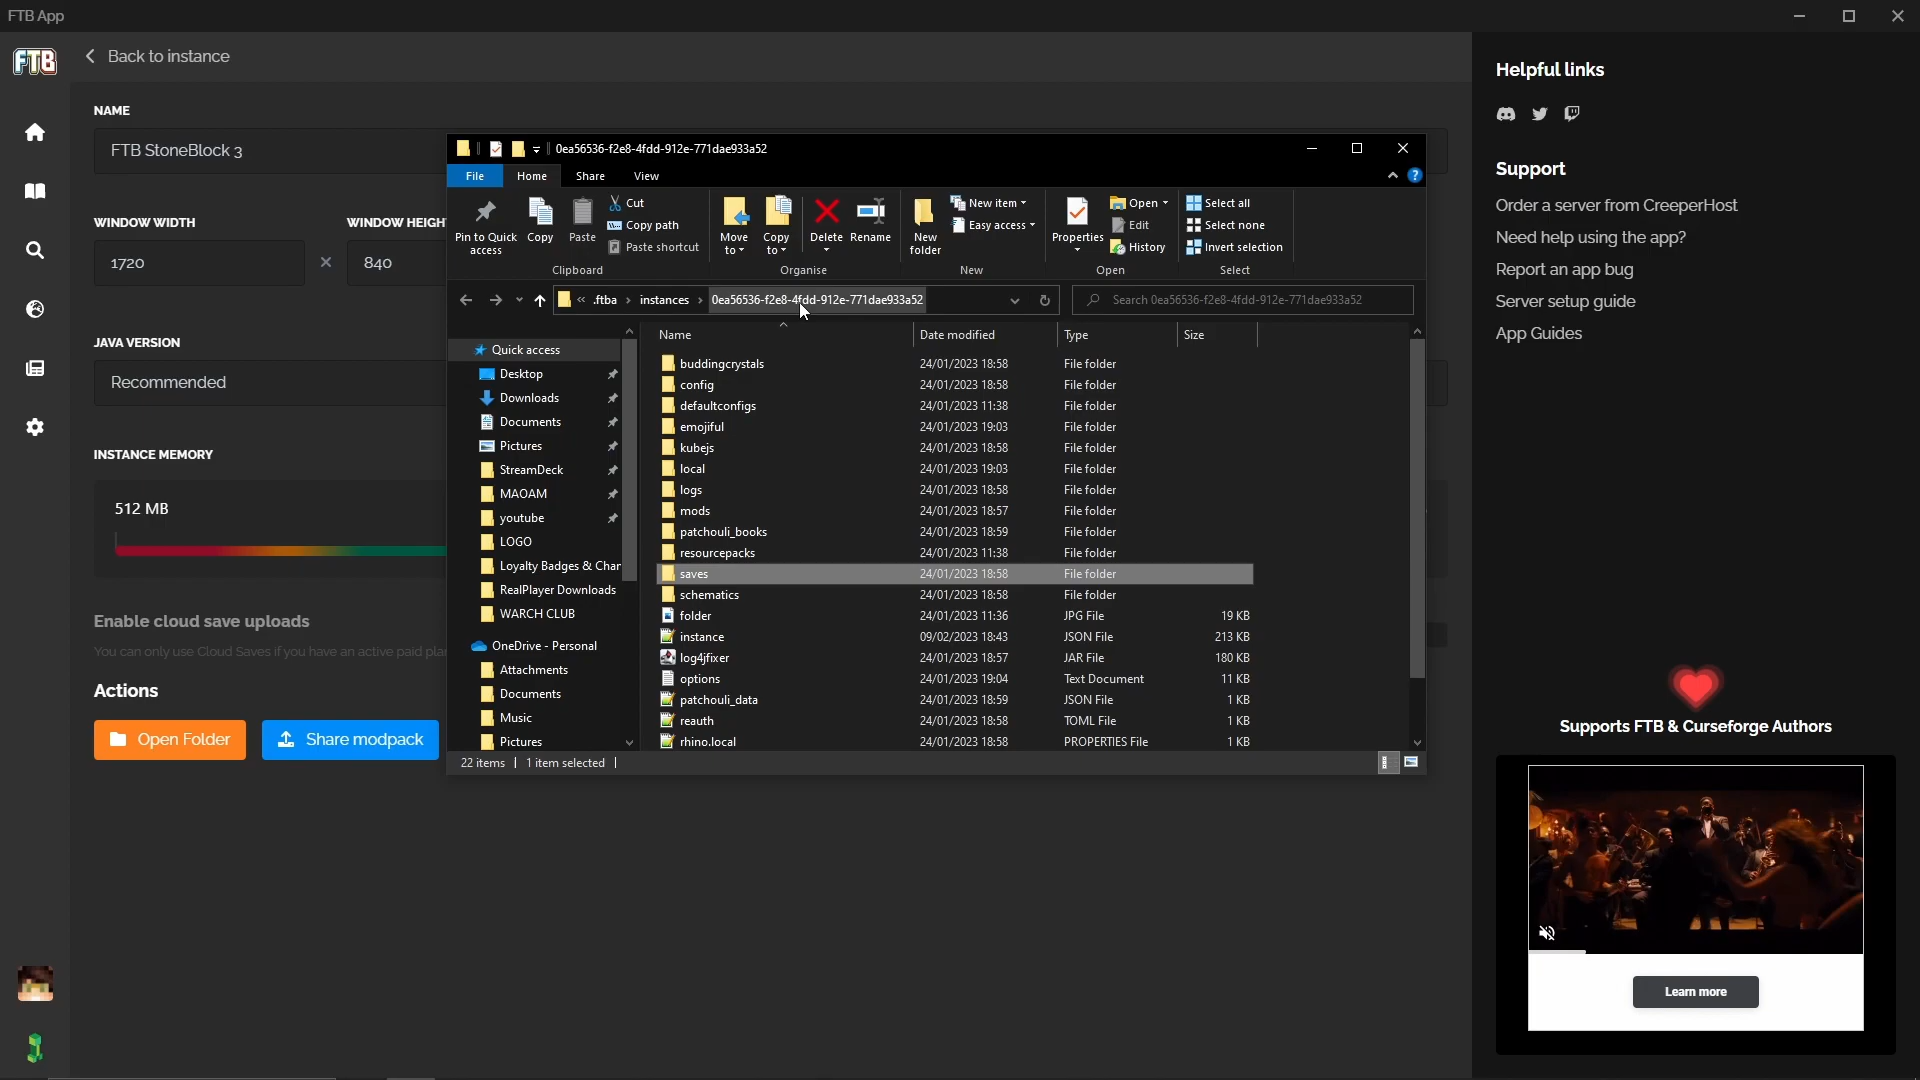 FTB App
FTB
Back to instance
NAME
FTB StoneBlock 3
WINDOW WIDTH
WINDOW HEIGH
1720
840
JAVA VERSION
Recommended
INSTANCE MEMORY
512 MB
Enable cloud save uploads
You can only use Cloud Saves if you have an active paid pla
Actions
Open Folder
Share modpack
0ea56536-f2e8-4fdd-912e-771dae933a52
File
Home
Share
View
Pin to Quick access
Copy
Paste
Cut
Copy path
Paste shortcut
Clipboard
Move to
Copy to
Delete
Rename
Organise
New folder
New item
Easy access
New
Properties
Open
Edit
History
Open
Select all
Select none
Invert selection
Select
« .ftba > instances > 0ea56536-f2e8-4fdd-912e-771dae933a52
Search 0ea56536-f2e8-4fdd-912e-771dae933a52
Quick access
Desktop
Downloads
Documents
Pictures
StreamDeck
MAOAM
youtube
LOGO
Loyalty Badges & Char
RealPlayer Downloads
WARCH CLUB
OneDrive - Personal
Attachments
Documents
Music
Pictures
Name Date modified Type Size
buddingcrystals 24/01/2023 18:58 File folder
config 24/01/2023 18:58 File folder
defaultconfigs 24/01/2023 11:38 File folder
emojiful 24/01/2023 19:03 File folder
kubejs 24/01/2023 18:58 File folder
local 24/01/2023 19:03 File folder
logs 24/01/2023 18:58 File folder
mods 24/01/2023 18:57 File folder
patchouli_books 24/01/2023 18:59 File folder
resourcepacks 24/01/2023 11:38 File folder
saves 24/01/2023 18:58 File folder
schematics 24/01/2023 18:58 File folder
folder 24/01/2023 11:36 JPG File 19 KB
instance 09/02/2023 18:43 JSON File 213 KB
log4jfixer 24/01/2023 18:57 JAR File 180 KB
options 24/01/2023 19:04 Text Document 11 KB
patchouli_data 24/01/2023 18:59 JSON File 1 KB
reauth 24/01/2023 18:58 TOML File 1 KB
rhino.local 24/01/2023 18:58 PROPERTIES File 1 KB
22 items
1 item selected
Helpful links
Support
Order a server from CreeperHost
Need help using the app?
Report an app bug
Server setup guide
App Guides
Supports FTB & Curseforge Authors
Learn more